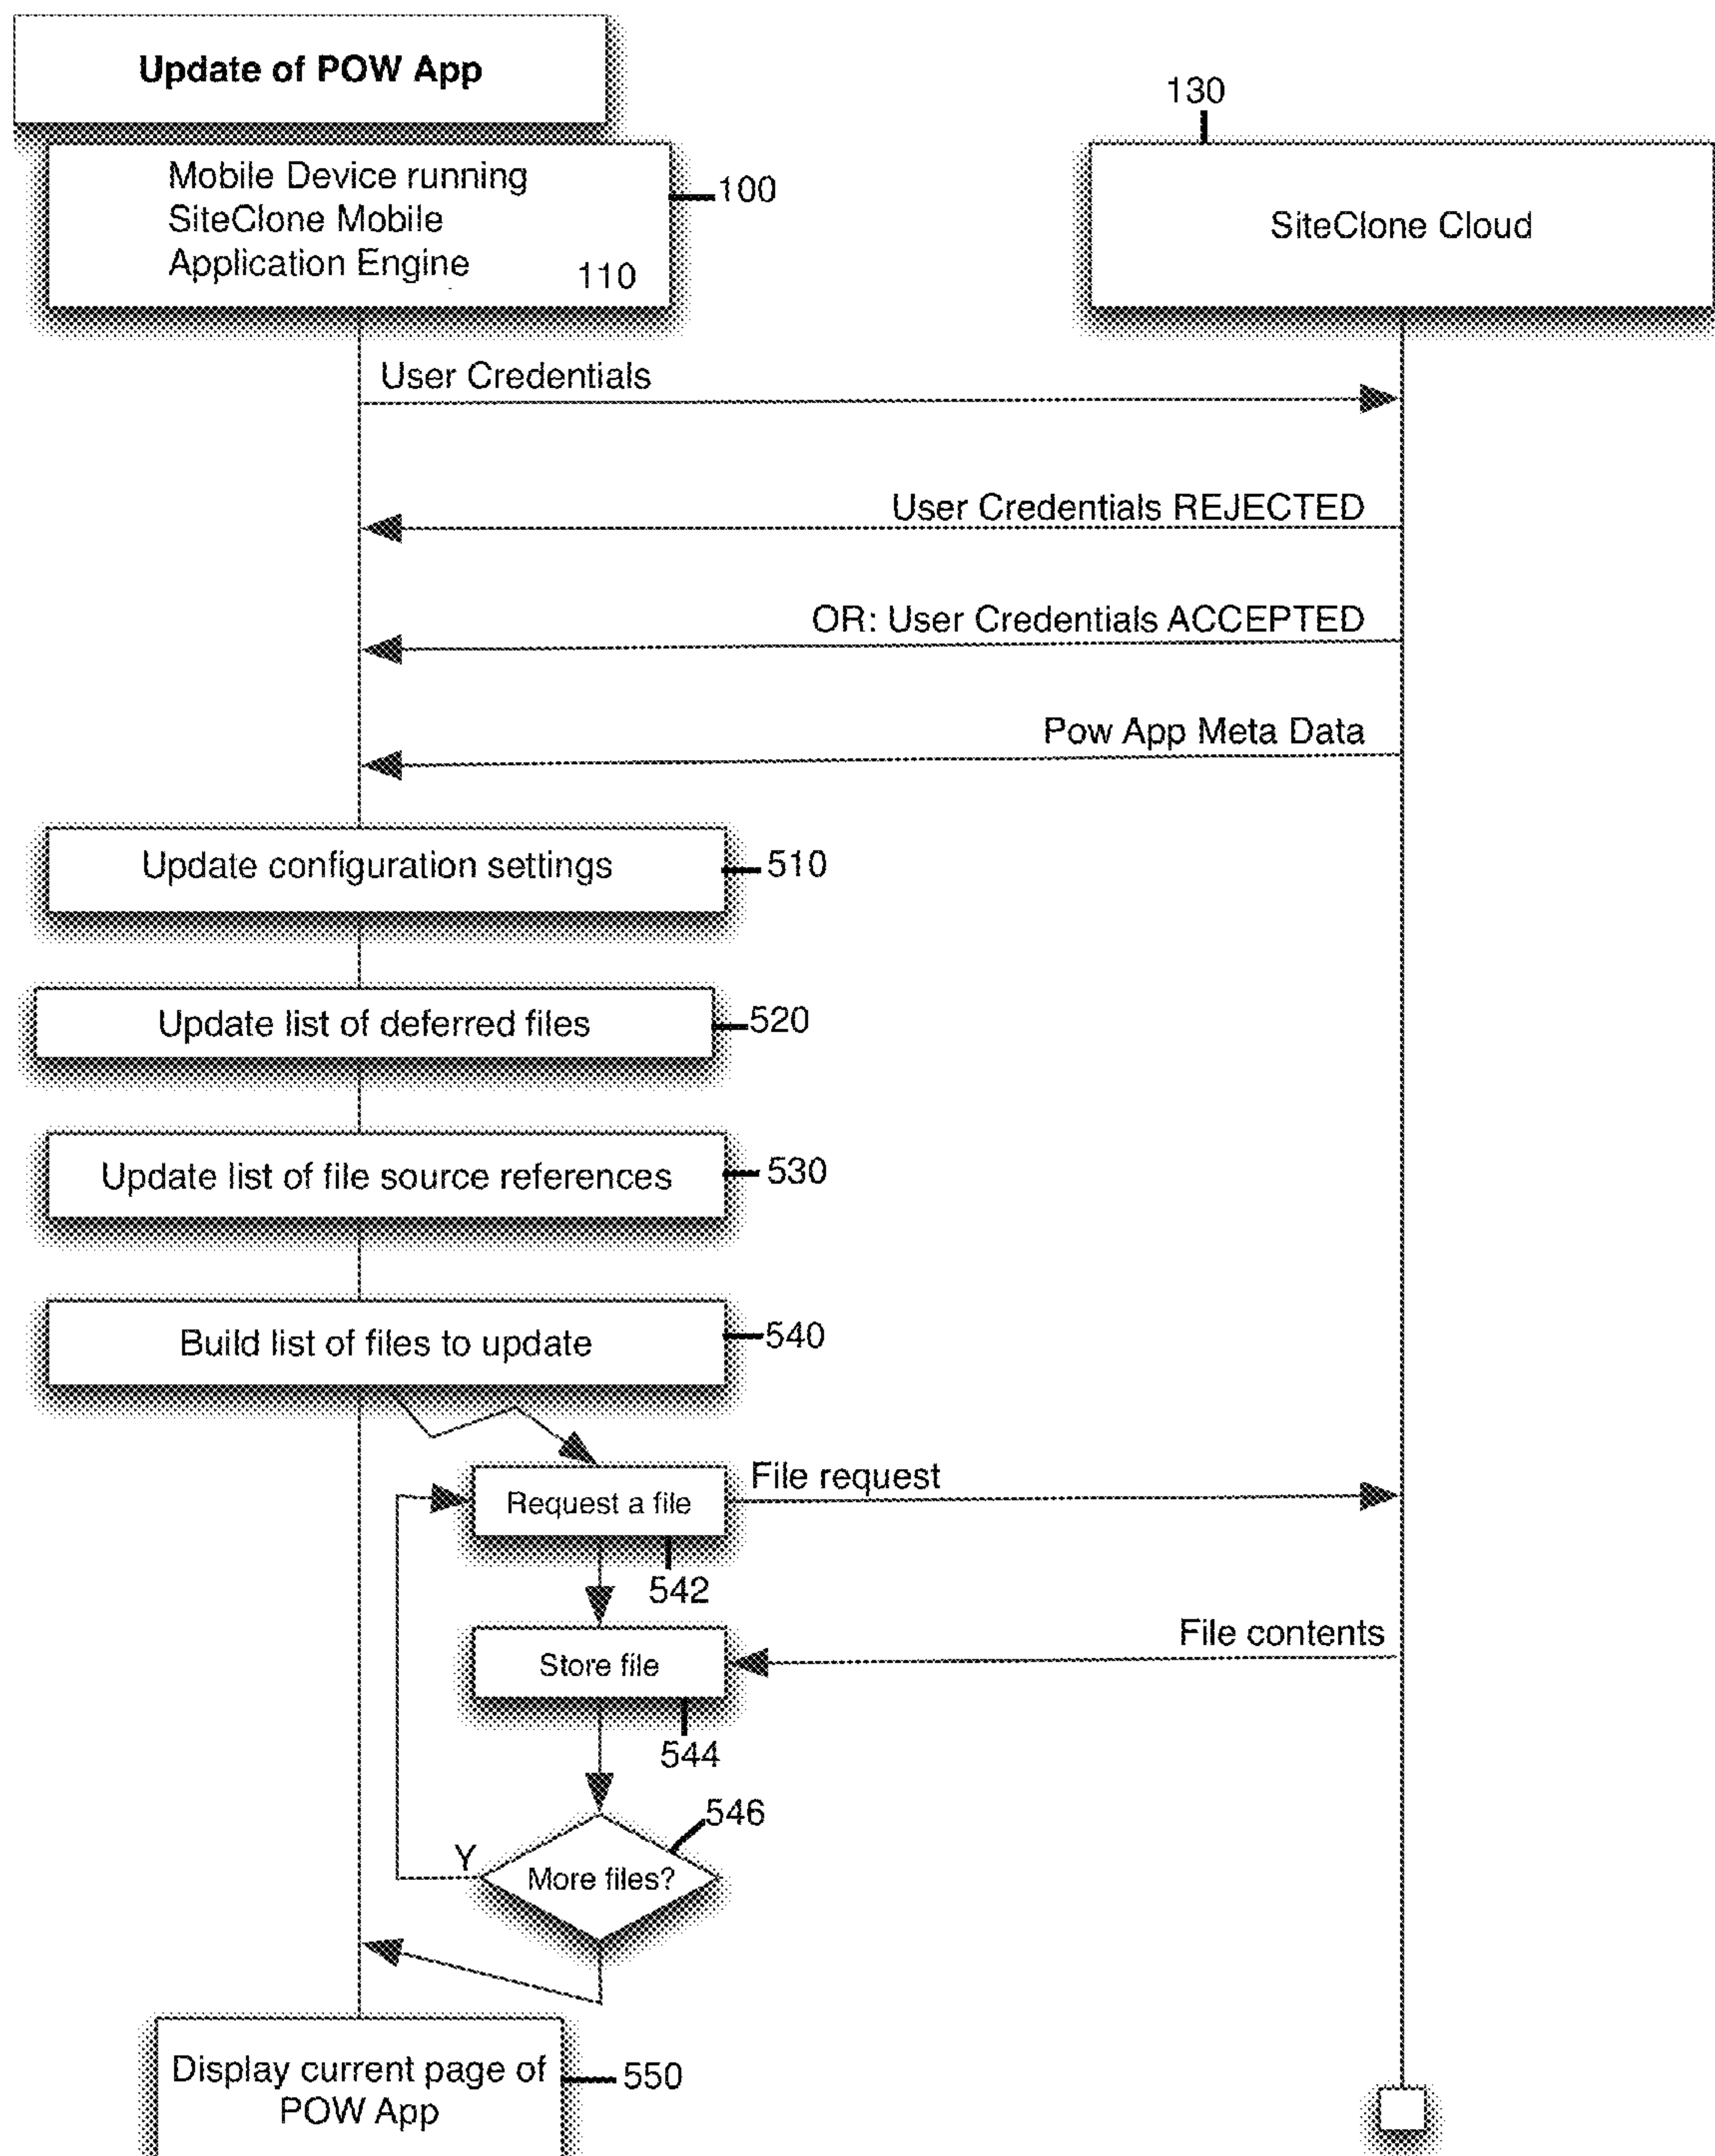 Update of POW App
130
Mobile Device running
SiteClone Mobile
Application Engine
110
100
SiteClone Cloud
User Credentials
User Credentials REJECTED
OR: User Credentials ACCEPTED
Pow App Meta Data
Update configuration settings
510
Update list of deferred files
520
Update list of file source references
530
Build list of files to update
540
Request a file
File request
542
File contents
Store file
544
546
Y
More files?
Display current page of
POW App
550